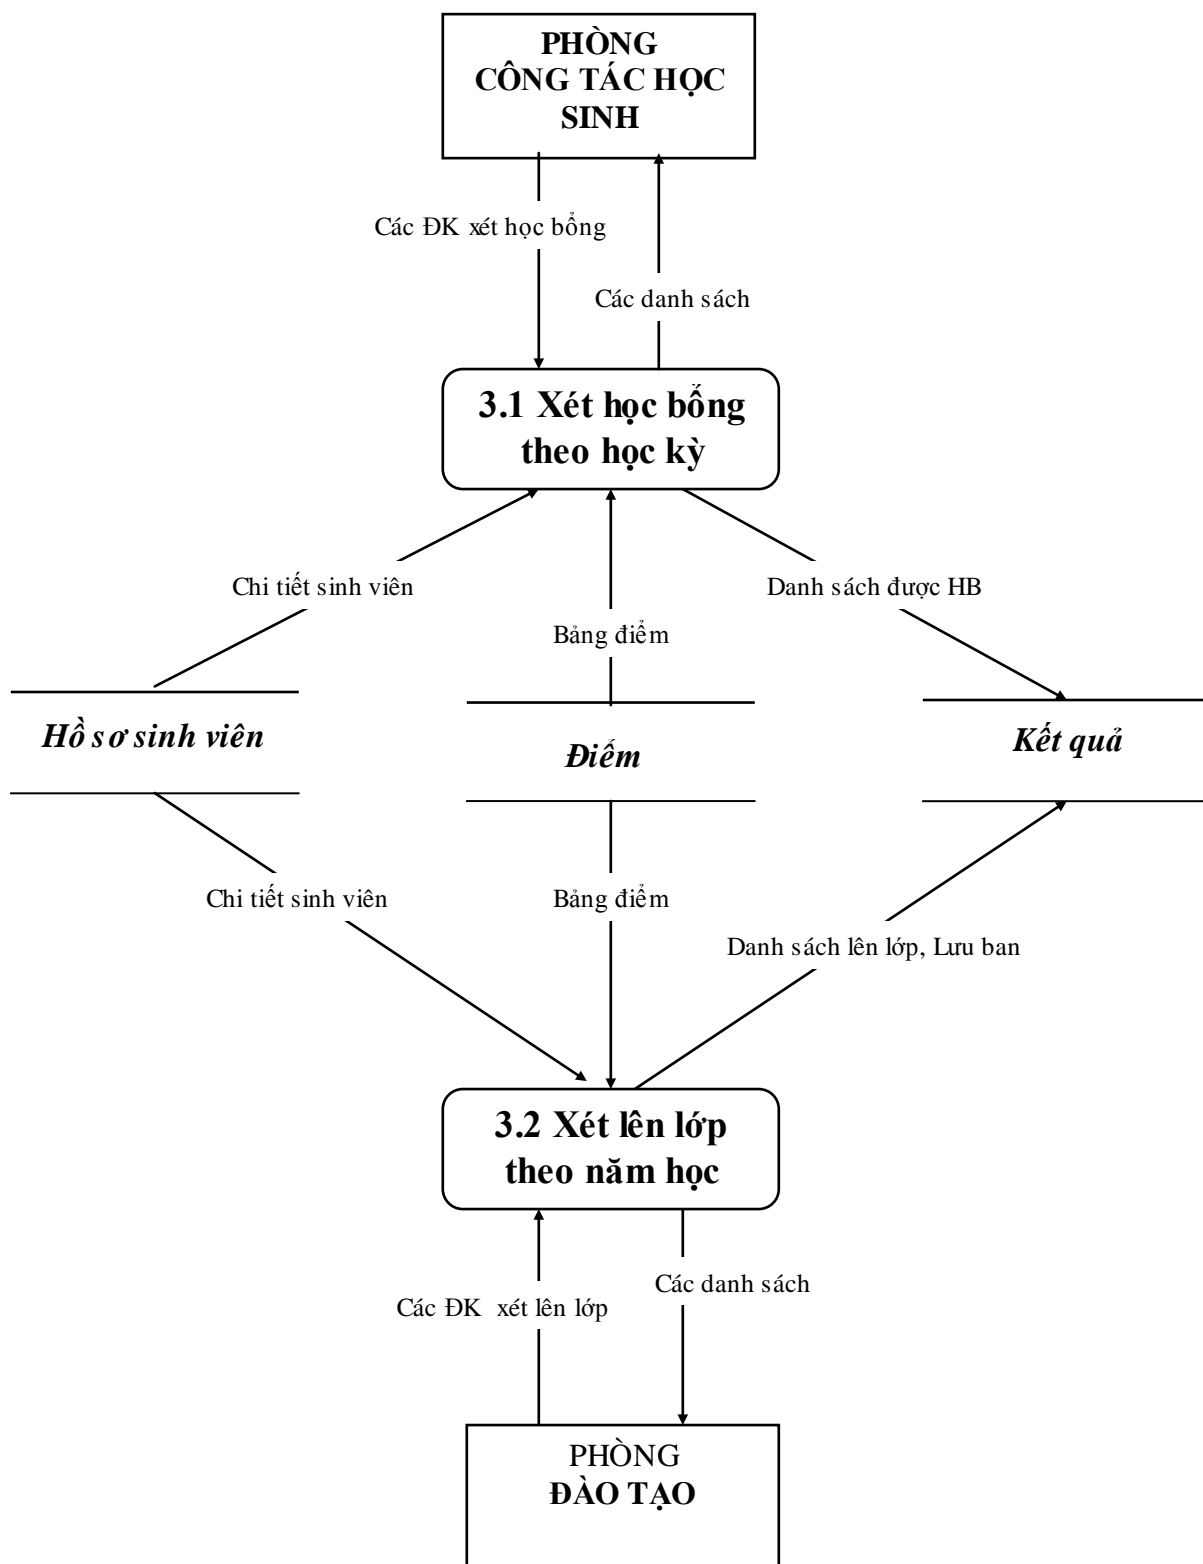 PHÒNG
CÔNG TÁC HỌC
SINH
Các ĐK xét học bổng
Các danh sách
3.1 Xét học bổng
theo học kỳ
Chi tiết sinh viên
Danh sách được HB
Bảng điểm
Hồ sơ sinh viên
Điểm
Kết quả
Chi tiết sinh viên
Bảng điểm
Danh sách lên lớp, Lưu ban
3.2 Xét lên lớp
theo năm học
Các danh sách
Các ĐK xét lên lớp
PHÒNG
ĐÀO TẠO